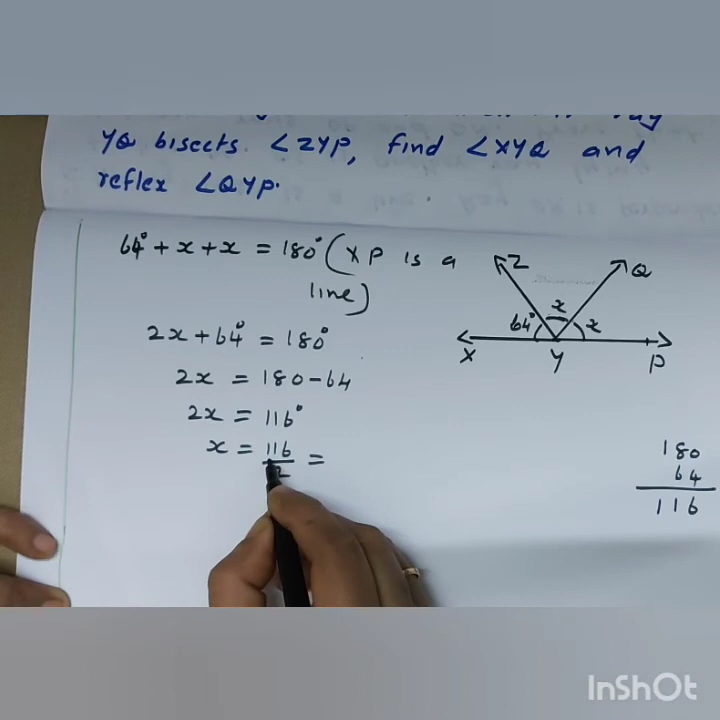 YQ bisects ∠ZYP, find ∠XYQ and
reflex ∠QYP.
64° + x + x = 180° (XP is a
line)
2x + 64° = 180°
2x = 180 - 64
2x = 116°
x = 116/2 =
Z
Q
x
64°
x
X
Y
P
180
64
116
InShOt